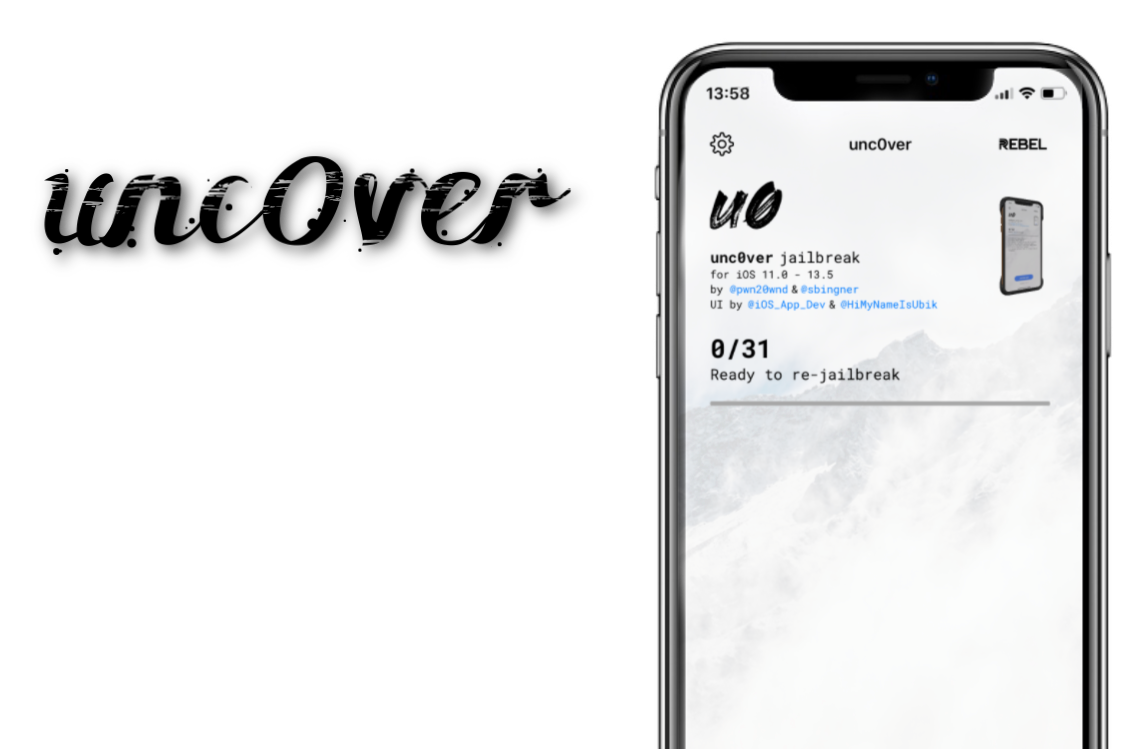 unc0ver
13:58
unc0ver
REBEL
u0
unc0ver jailbreak
for iOS 11.0 - 13.5
by @pwn20wnd & @sbingner
UI by @iOS_App_Dev & @HiMyNameIsUbik
0/31
Ready to re-jailbreak